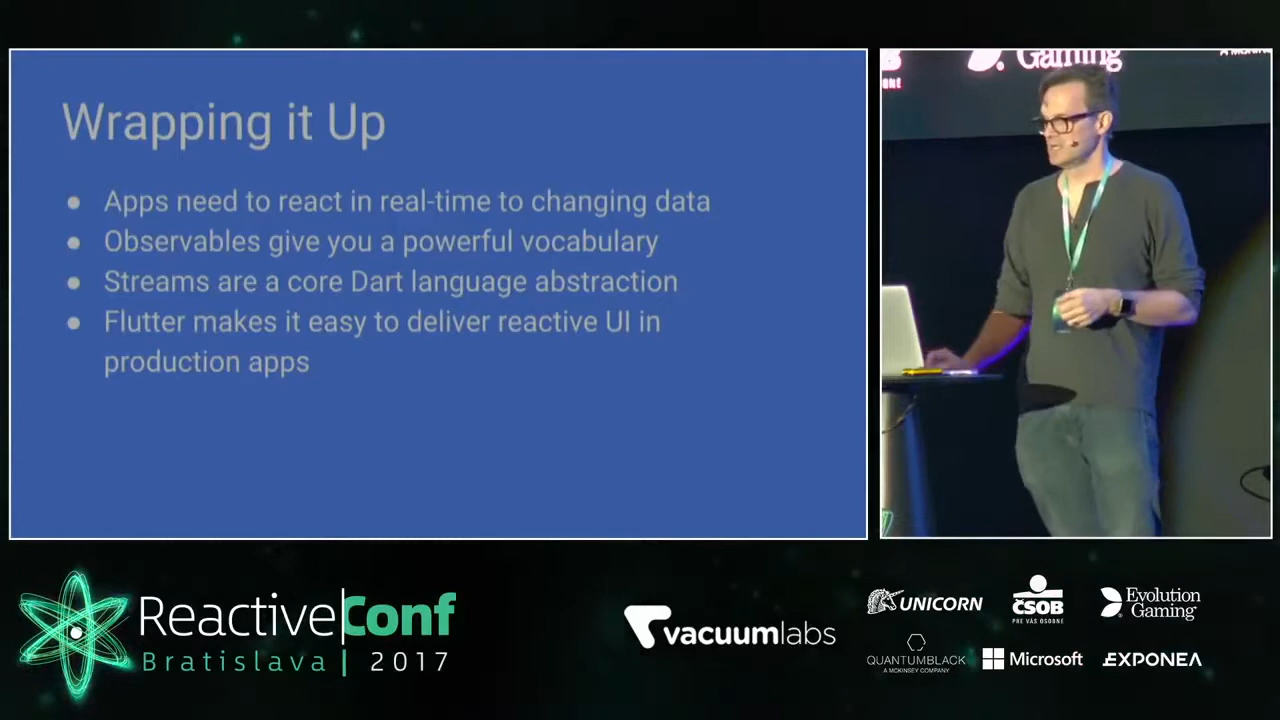 Wrapping it Up
Apps need to react in real-time to changing data
Observables give you a powerful vocabulary
Streams are a core Dart language abstraction
Flutter makes it easy to deliver reactive UI in
production apps
Gaming
ONE
ReactiveConf
Bratislava | 2017
vacuumlabs
UNICORN
ČSOB
PRE VÁS OSOBNE
Evolution
Gaming
QUANTUMBLACK
A MCKINSEY COMPANY
Microsoft
EXPONEA